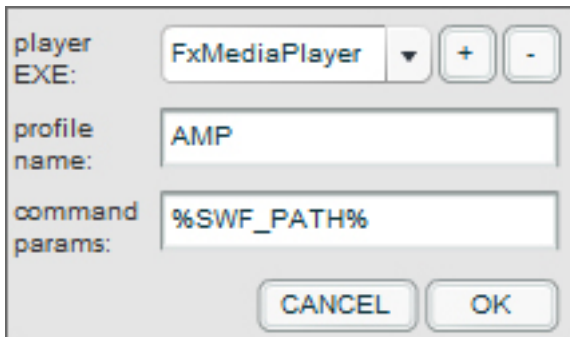 player
EXE:
FxMediaPlayer
+
-
profile
name:
AMP
command
params:
%SWF_PATH%
CANCEL
OK